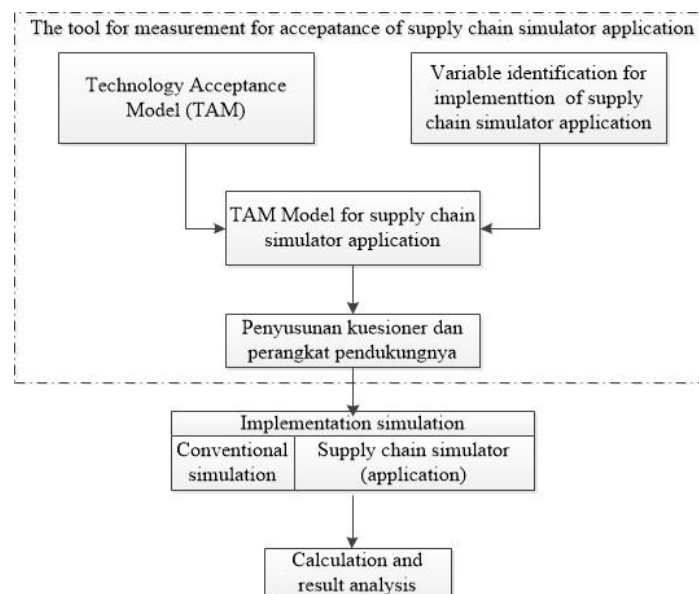 The tool for measurement for accepatance of supply chain simulator application
Technology Acceptance
Model (TAM)
Variable identification for
implementtion of supply
chain simulator application
TAM Model for supply chain
simulator application
Penyusunan kuesioner dan
perangkat pendukungnya
Implementation simulation
Conventional
simulation
Supply chain simulator
(application)
Calculation and
result analysis